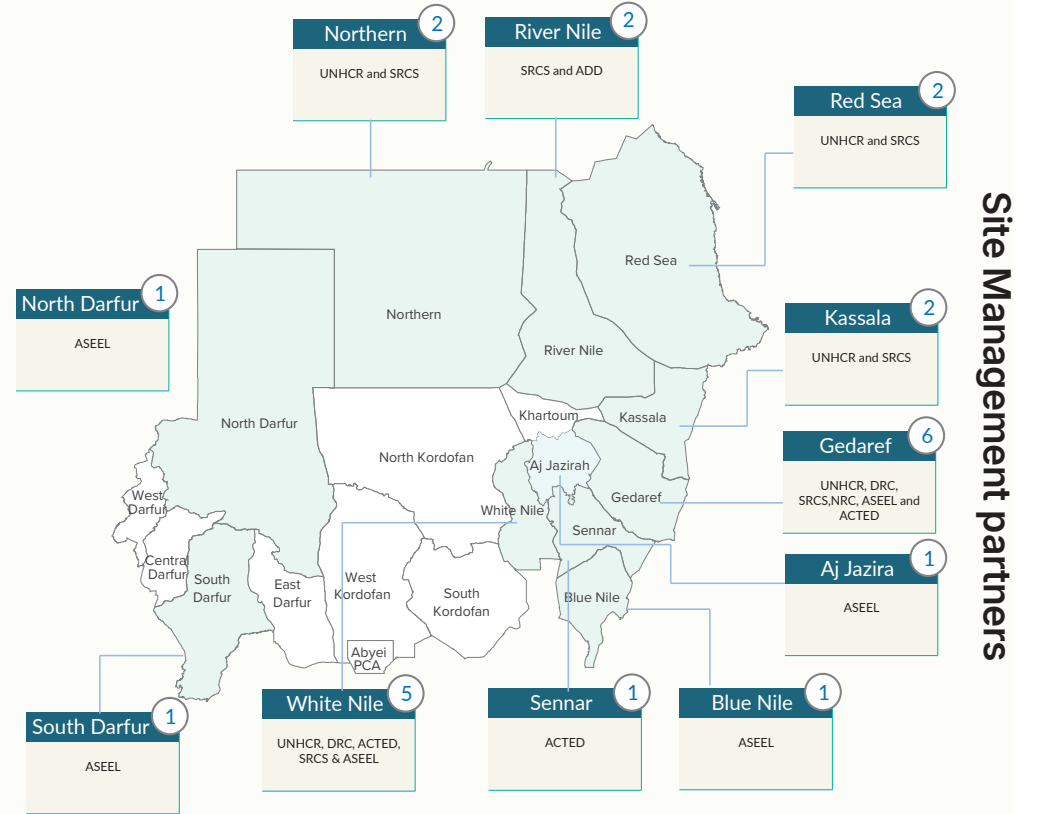 Northern
2
UNHCR and SRCS
River Nile
2
SRCS and ADD
Red Sea
2
UNHCR and SRCS
Site Management partners
North Darfur
1
ASEEL
Kassala
2
UNHCR and SRCS
Gedaref
6
UNHCR, DRC,
SRCS,NRC, ASEEL and
ACTED
Aj Jazira
1
ASEEL
Red Sea
Northern
River Nile
North Darfur
Khartoum
Kassala
North Kordofan
Aj Jazirah
West
Darfur
White Nile
Gedaref
Sennar
Central
Darfur
South
Darfur
East
Darfur
West
Kordofan
South
Kordofan
Blue Nile
Abyei
PCA
South Darfur
1
ASEEL
White Nile
5
UNHCR, DRC, ACTED,
SRCS & ASEEL
Sennar
1
ACTED
Blue Nile
1
ASEEL